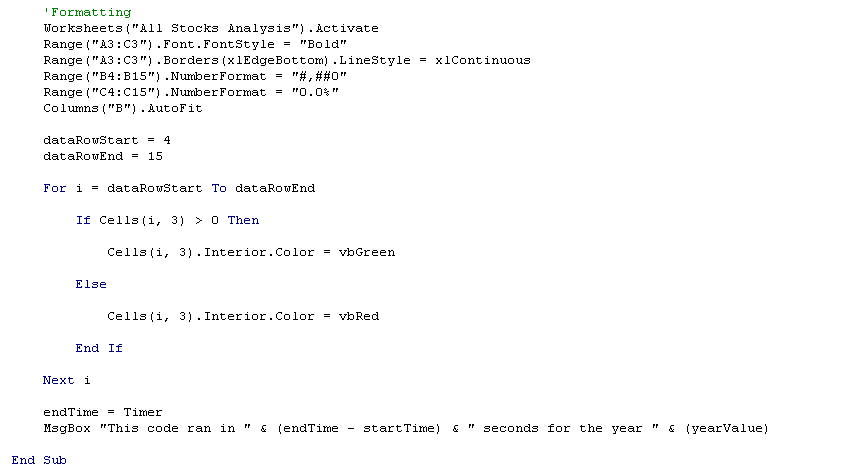 'Formatting
Worksheets("All Stocks Analysis").Activate
Range("A3:C3").Font.FontStyle = "Bold"
Range("A3:C3").Borders(xlEdgeBottom).LineStyle = xlContinuous
Range("B4:B15").NumberFormat = "#,##0"
Range("C4:C15").NumberFormat = "0.0%"
Columns("B").AutoFit
dataRowStart = 4
dataRowEnd = 15
For i = dataRowStart To dataRowEnd
If Cells(i, 3) > 0 Then
Cells(i, 3).Interior.Color = vbGreen
Else
Cells(i, 3).Interior.Color = vbRed
End If
Next i
endTime = Timer
MsgBox "This code ran in " & (endTime - startTime) & " seconds for the year " & (yearValue)
End Sub